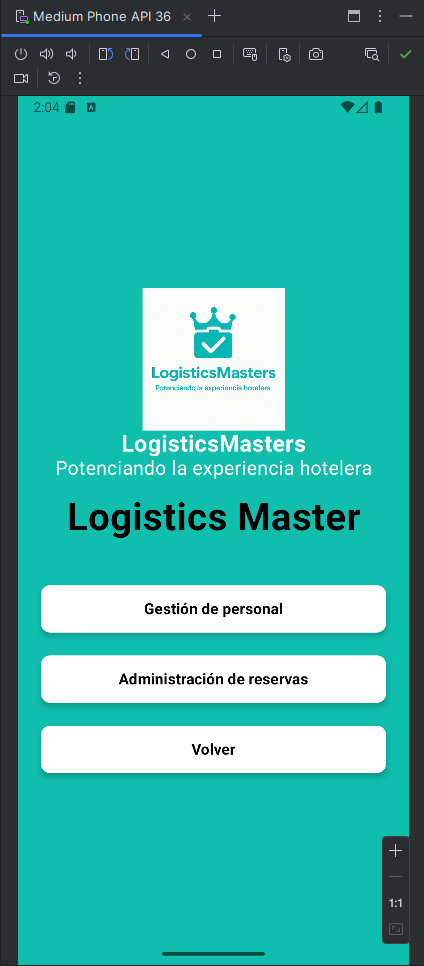 Medium Phone API 36
2:04
A
LogisticsMasters
Potenciando la experiencia hotelera
LogisticsMasters
Potenciando la experiencia hotelera
Logistics Master
Gestión de personal
Administración de reservas
Volver
1:1